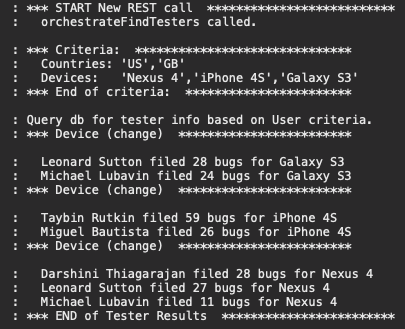 : *** START New REST call  **************************
:   orchestrateFindTesters called.
:
: *** Criteria:  ******************************
:   Countries: 'US','GB'
:   Devices:   'Nexus 4','iPhone 4S','Galaxy S3'
: *** End of criteria:  ***********************
:
: Query db for tester info based on User criteria.
: *** Device (change)  ************************
:
:   Leonard Sutton filed 28 bugs for Galaxy S3
:   Michael Lubavin filed 24 bugs for Galaxy S3
: *** Device (change)  ************************
:
:   Taybin Rutkin filed 59 bugs for iPhone 4S
:   Miguel Bautista filed 26 bugs for iPhone 4S
: *** Device (change)  ************************
:
:   Darshini Thiagarajan filed 28 bugs for Nexus 4
:   Leonard Sutton filed 27 bugs for Nexus 4
:   Michael Lubavin filed 11 bugs for Nexus 4
: *** END of Tester Results  ************************